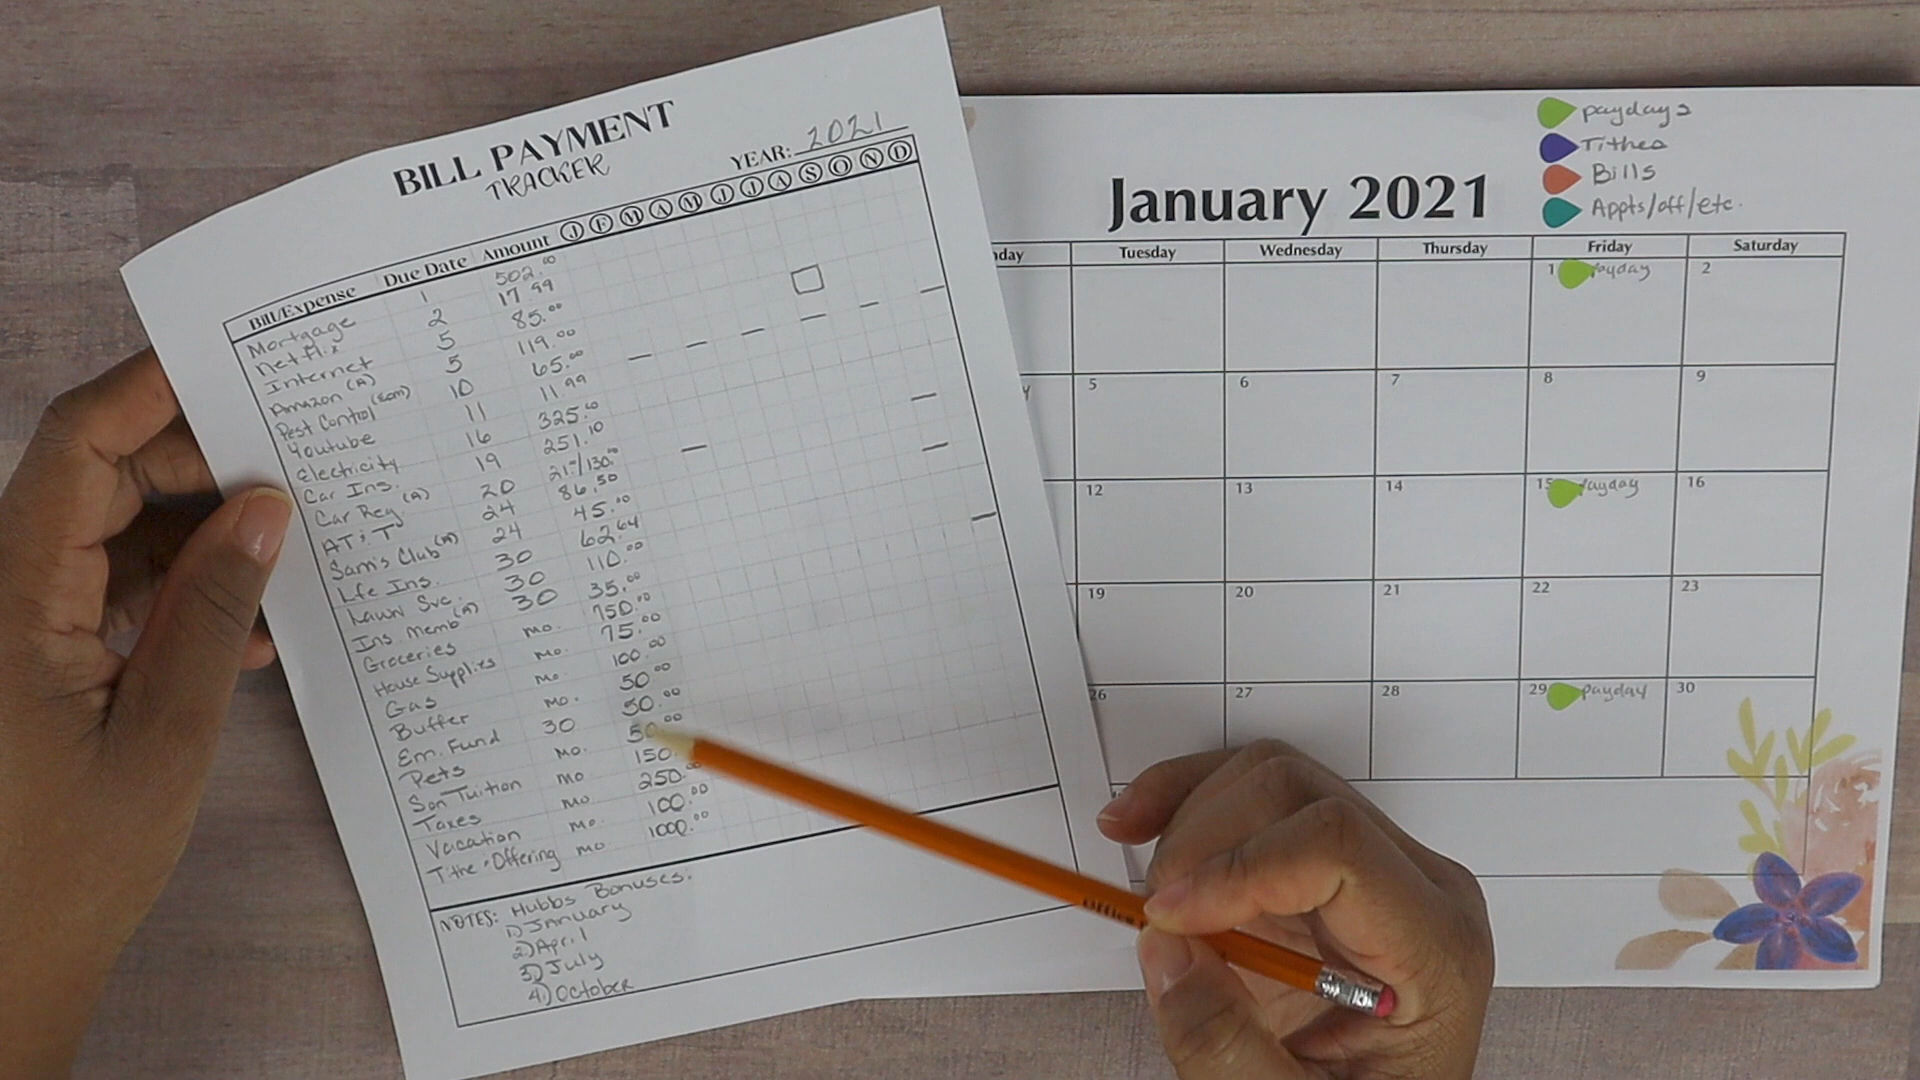 BILL PAYMENT
TRACKER
YEAR: 2021
Bill/Expense Due Date Amount J F M A M J J A S O N D
Mortgage 1 502.00
Netflix 2 17.99
Internet 5 85.00
Amazon (A) 5 119.00
Pest Control 10 65.00
Youtube 11 11.99
Electricity 16 325.00
Car Ins. 19 251.10
Car Reg. (A) 20 21-/130.00
AT&T 24 86.50
Sam's Club (A) 24 45.00
Life Ins. 30 62.64
Lawn Svc. 30 110.00
Ins. Memb (A) 30 35.00
Groceries mo. 750.00
House Supplies mo. 75.00
Gas mo 100.00
Buffer mo. 50.00
Em. Fund 30 50.00
Pets mo. 50.00
Son Tuition mo 150.
Taxes mo 250.00
Vacation mo. 100.00
Tithe & Offering mo 1000.00
NOTES: Hubbs Bonuses:
1) January
2) April
3) July
4) October
paydays
Tithes
Bills
Appts/off/etc.
January 2021
Tuesday Wednesday Thursday Friday Saturday
1 payday 2
5 6 7 8 9
12 13 14 15 payday 16
19 20 21 22 23
26 27 28 29 payday 30
Office